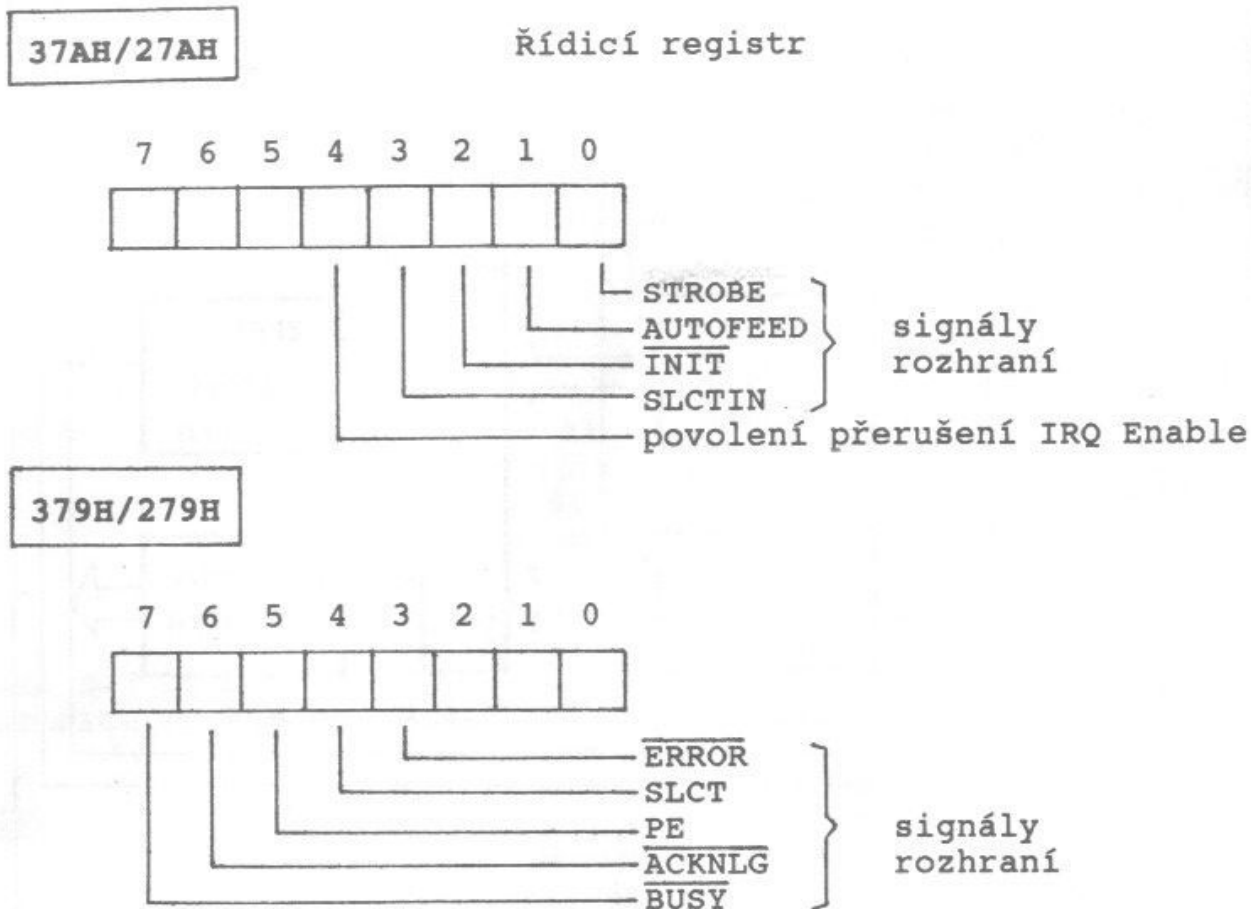 37AH/27AH
Řídicí registr
7 6 5 4 3 2 1 0
STROBE
AUTOFEED
INIT
SLCTIN
signály
rozhraní
povolení přerušení IRQ Enable
379H/279H
7 6 5 4 3 2 1 0
ERROR
SLCT
PE
ACKNLG
BUSY
signály
rozhraní